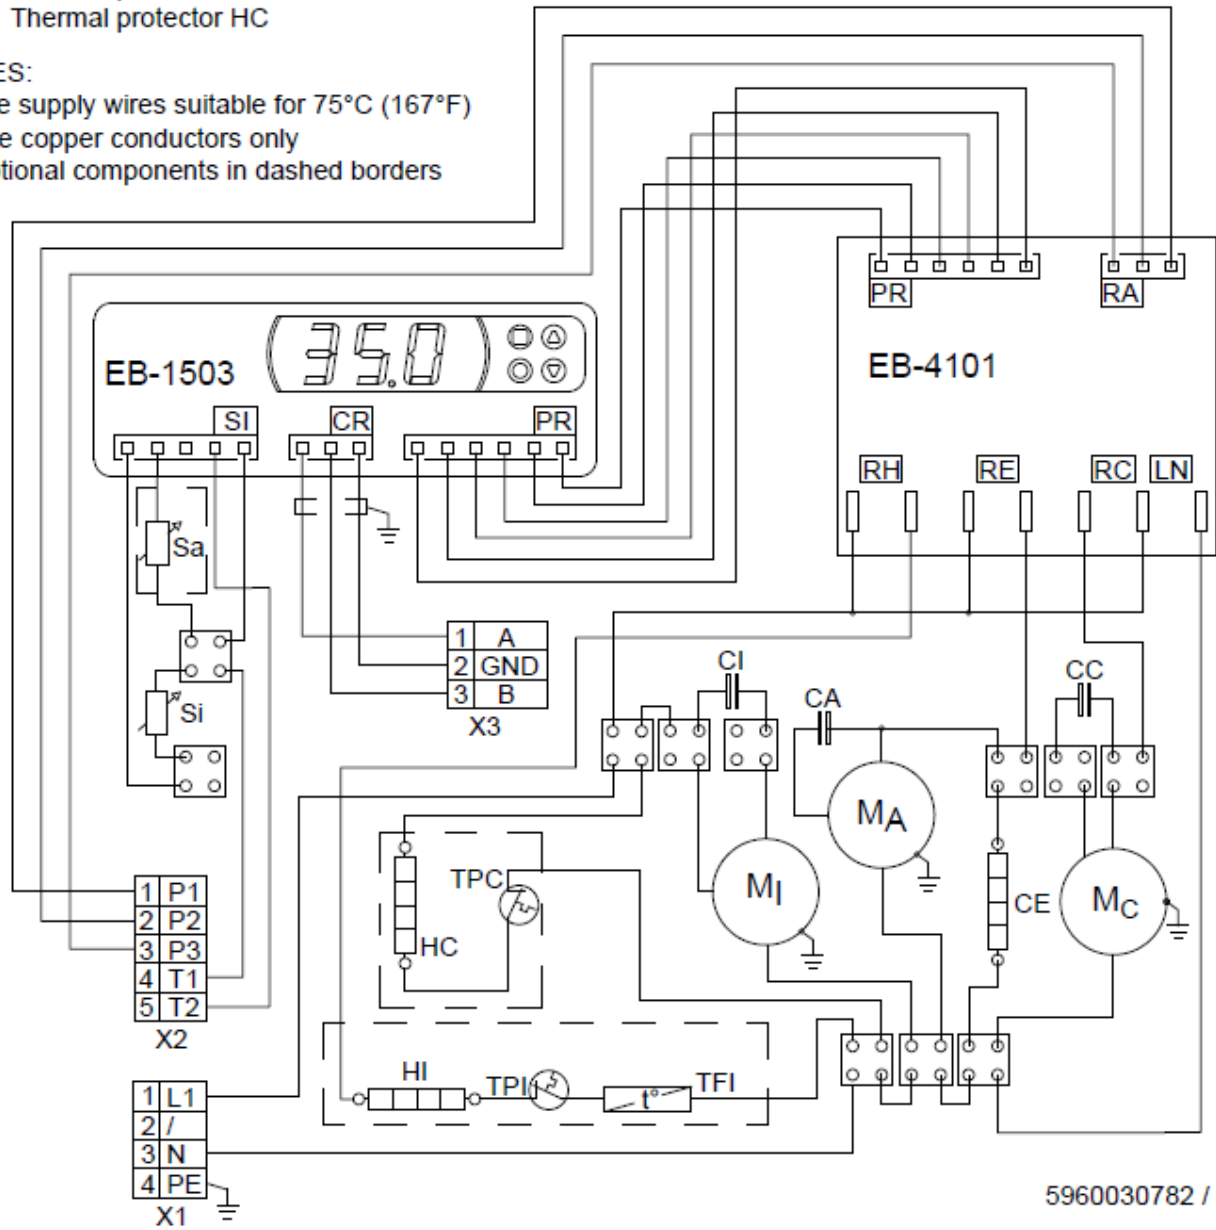 Thermal protector HC
ES:
e supply wires suitable for 75°C (167°F)
e copper conductors only
tional components in dashed borders
PR
RA
EB-4101
RH
RE
RC
LN
EB-1503
35.0
SI
CR
PR
Sa
Si
1 A
2 GND
3 B
X3
CI
CA
CC
MA
MI
CE
MC
TPC
HC
1 P1
2 P2
3 P3
4 T1
5 T2
X2
HI
TPI
t°
TFI
1 L1
2 /
3 N
4 PE
X1
5960030782 /